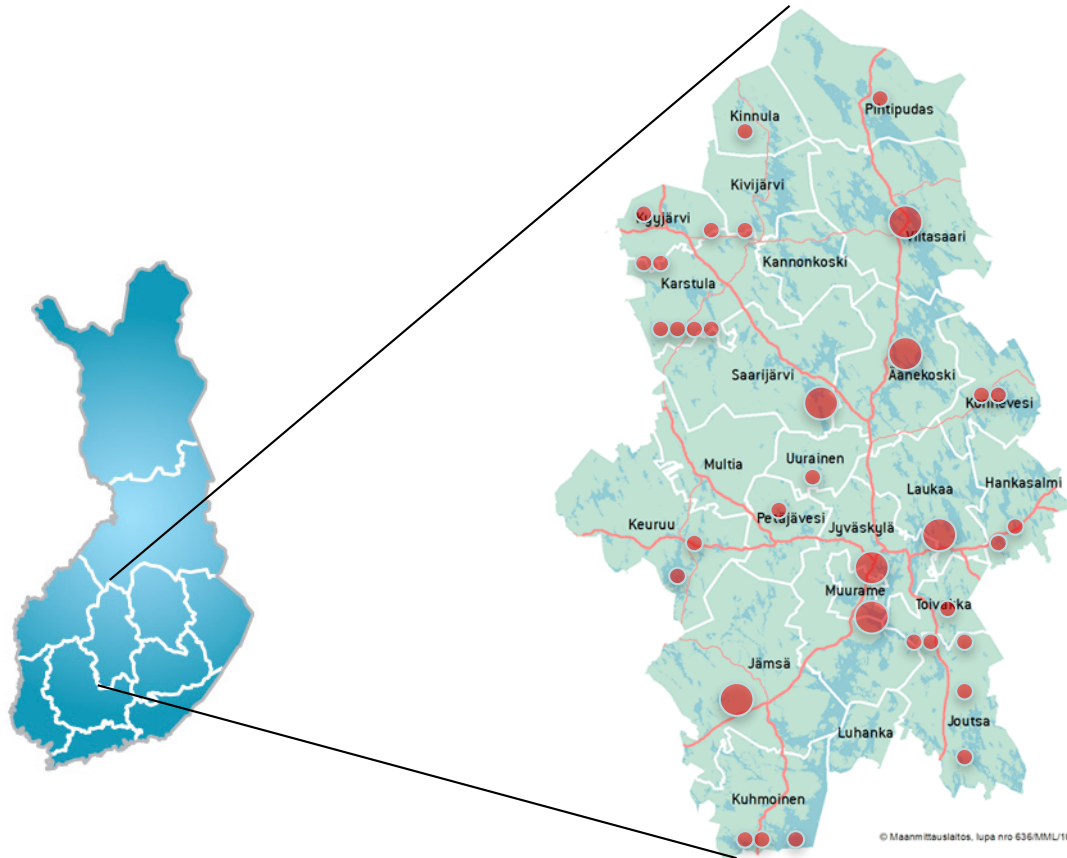 Pihtipudas
Kinnula
Kivijärvi
Kyyjärvi
Viitasaari
Kannonkoski
Karstula
Saarijärvi
Äänekoski
Konnevesi
Multia
Uurainen
Hankasalmi
Laukaa
Petäjävesi
Jyväskylä
Keuruu
Muurame
Toivakka
Jämsä
Joutsa
Luhanka
Kuhmoinen
© Maanmittauslaitos, lupa nro 636/MML/10